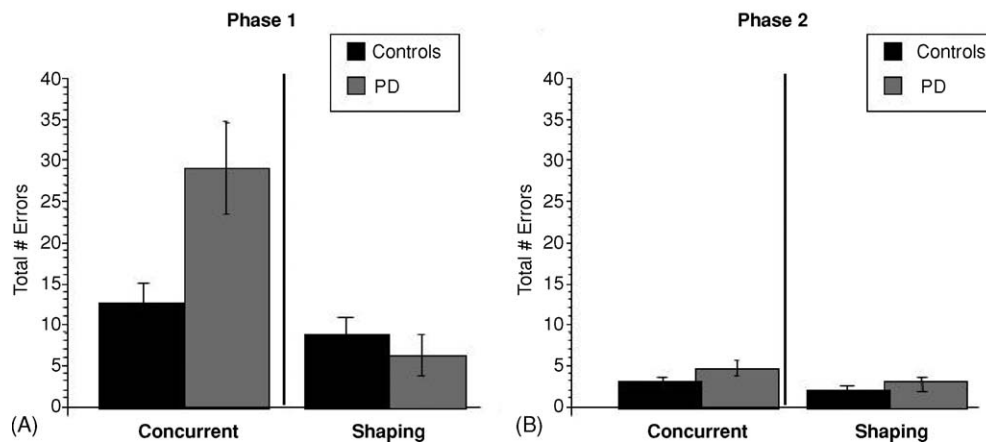 Phase 1
Controls
PD
Total # Errors
40
35
30
25
20
15
10
5
0
Concurrent Shaping
(A)
Phase 2
Controls
PD
Total # Errors
40
35
30
25
20
15
10
5
0
Concurrent Shaping
(B)